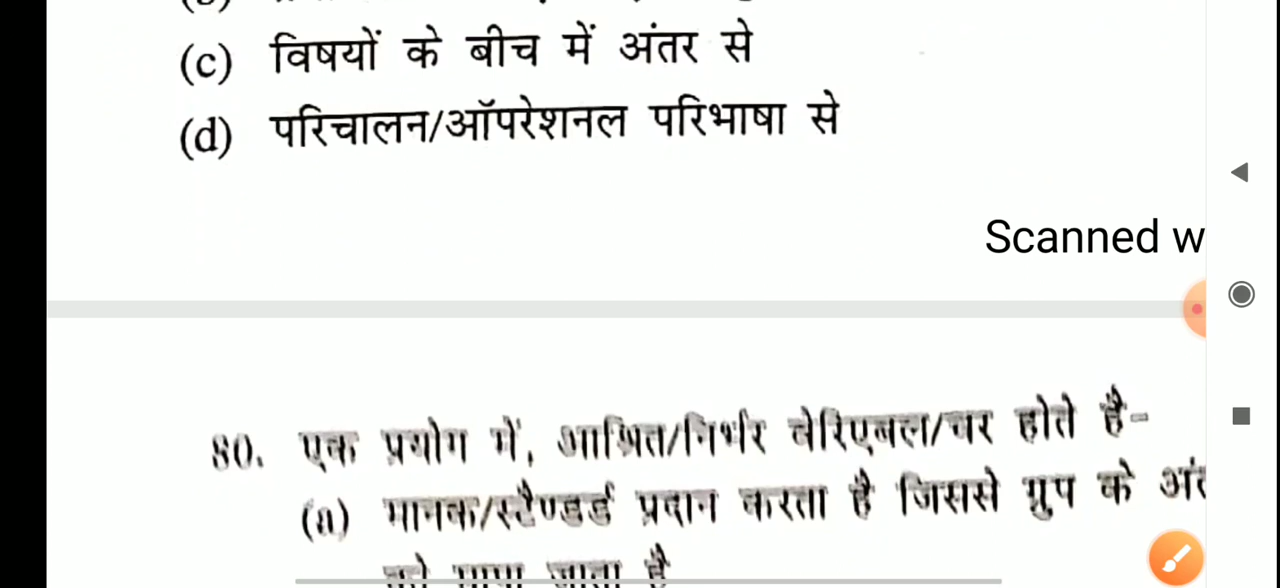 (c) विषयों के बीच में अंतर से
(d) परिचालन/ऑपरेशनल परिभाषा से
Scanned w
80. एक प्रयोग में, आश्रित/निर्भर वेरिएबल/चर होते है-
(a) मानक/स्टैण्डर्ड प्रदान करता है जिससे ग्रुप के अंत
को मापा जाता है